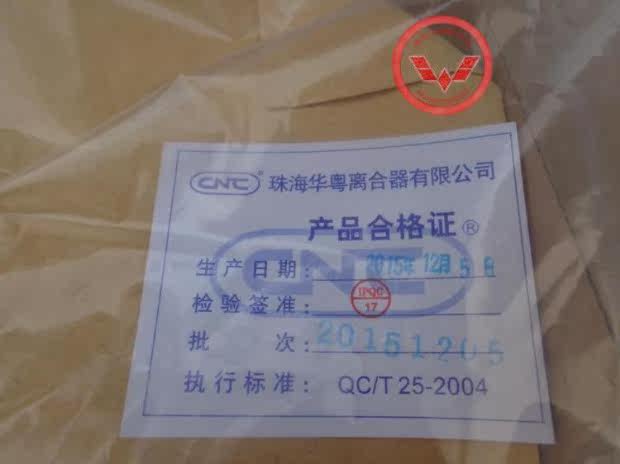 CNC 珠海华粤离合器有限公司
产品合格证®
CNC
生产日期: 2015年12月5日
检验签准: IPQC 17
批 次: 20151205
执行标准: QC/T 25-2004